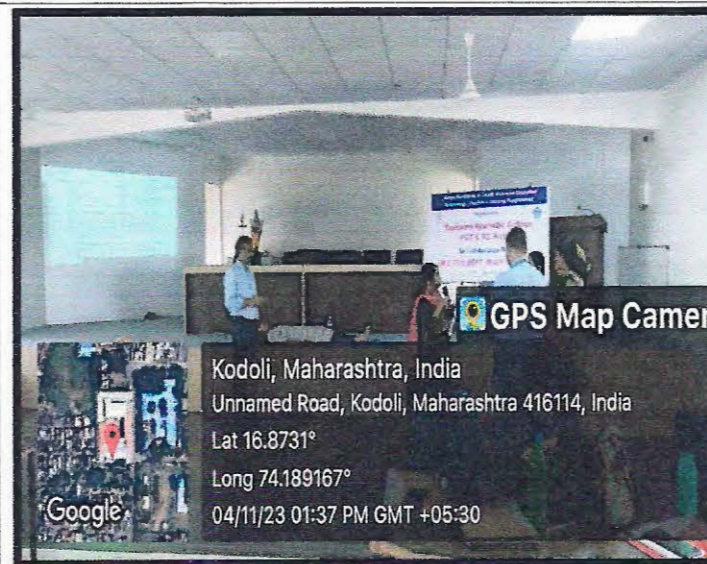 GPS Map Camer
Kodoli, Maharashtra, India
Unnamed Road, Kodoli, Maharashtra 416114, India
Lat 16.8731°
Long 74.189167°
04/11/23 01:37 PM GMT +05:30
Google